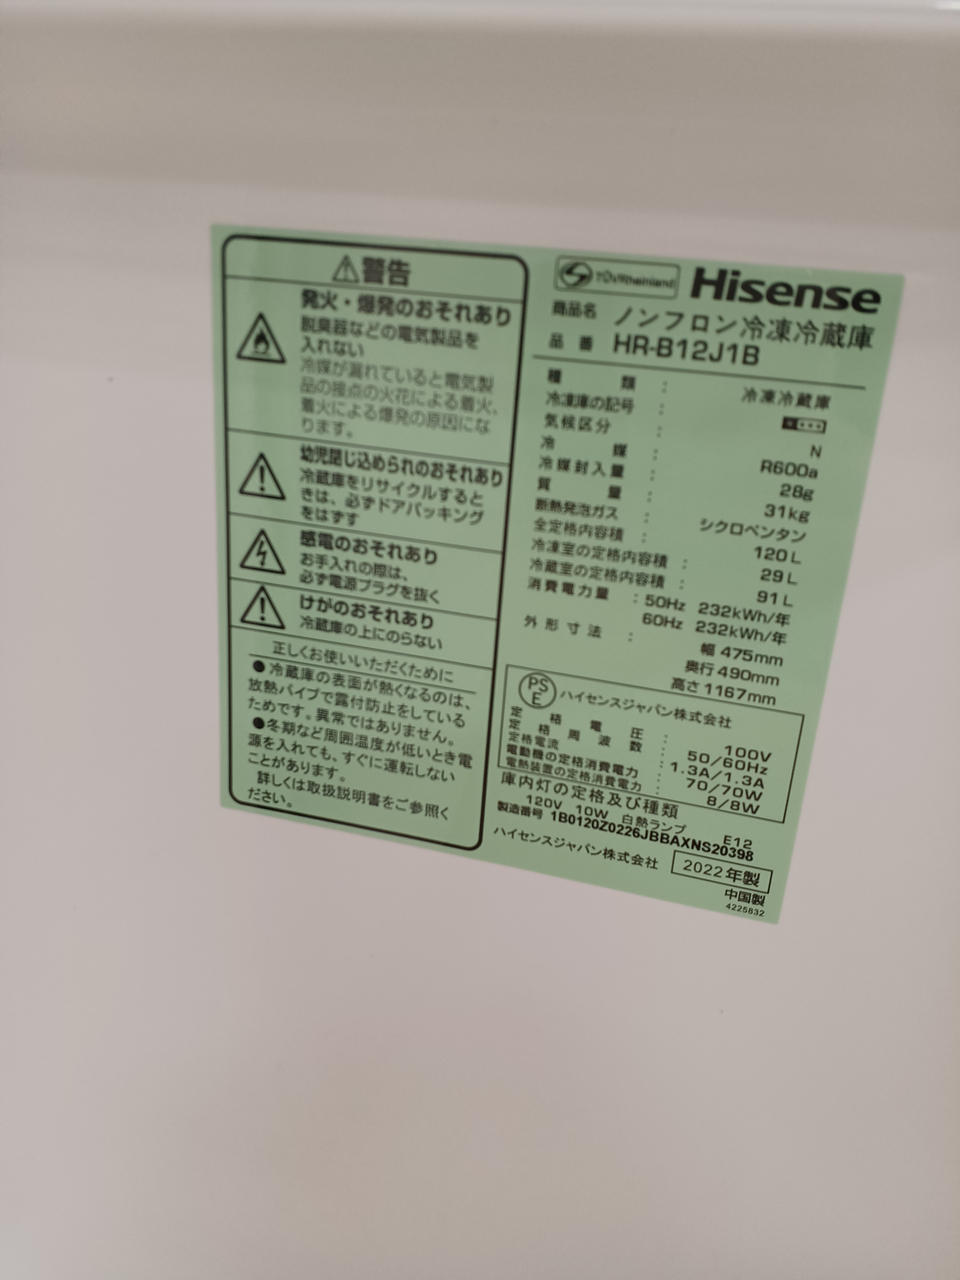 警告
発火・爆発のおそれあり
脱臭器などの電気製品を
入れない
冷媒が漏れていると電気製
品の接点の火花による着火、
着火による爆発の原因にな
ります。
幼児閉じ込められのおそれあり
冷蔵庫をリサイクルすると
きは、必ずドアパッキング
をはずす
感電のおそれあり
お手入れの際は、
必ず電源プラグを抜く
けがのおそれあり
冷蔵庫の上にのらない
正しくお使いいただくために
●冷蔵庫の表面が熱くなるのは、
放熱パイプで露付防止をしている
ためです。異常ではありません。
●冬期など周囲温度が低いとき電
源を入れても、すぐに運転しない
ことがあります。
詳しくは取扱説明書をご参照く
ださい。
TÜVRheinland
Hisense
商品名 ノンフロン冷凍冷蔵庫
品番 HR-B12J1B
種類 : 冷凍冷蔵庫
冷凍庫の記号 :
気候区分 : N
冷媒 : R600a
冷媒封入量 : 28g
質量 : 31kg
断熱発泡ガス : シクロペンタン
全定格内容積 : 120L
冷凍室の定格内容積 : 29L
冷蔵室の定格内容積 : 91L
消費電力量 : 50Hz 232kWh/年
60Hz 232kWh/年
外形寸法 : 幅 475mm
奥行 490mm
高さ 1167mm
PSE ハイセンスジャパン株式会社
定格電圧 : 100V
定格周波数 : 50/60Hz
定格電流 : 1.3A/1.3A
電動機の定格消費電力 : 70/70W
電熱装置の定格消費電力 : 8/8W
庫内灯の定格及び種類
120V 10W 白熱ランプ E12
製造番号 1B0120Z0226JBBAXNS20398
ハイセンスジャパン株式会社 2022年製
中国製
4225832